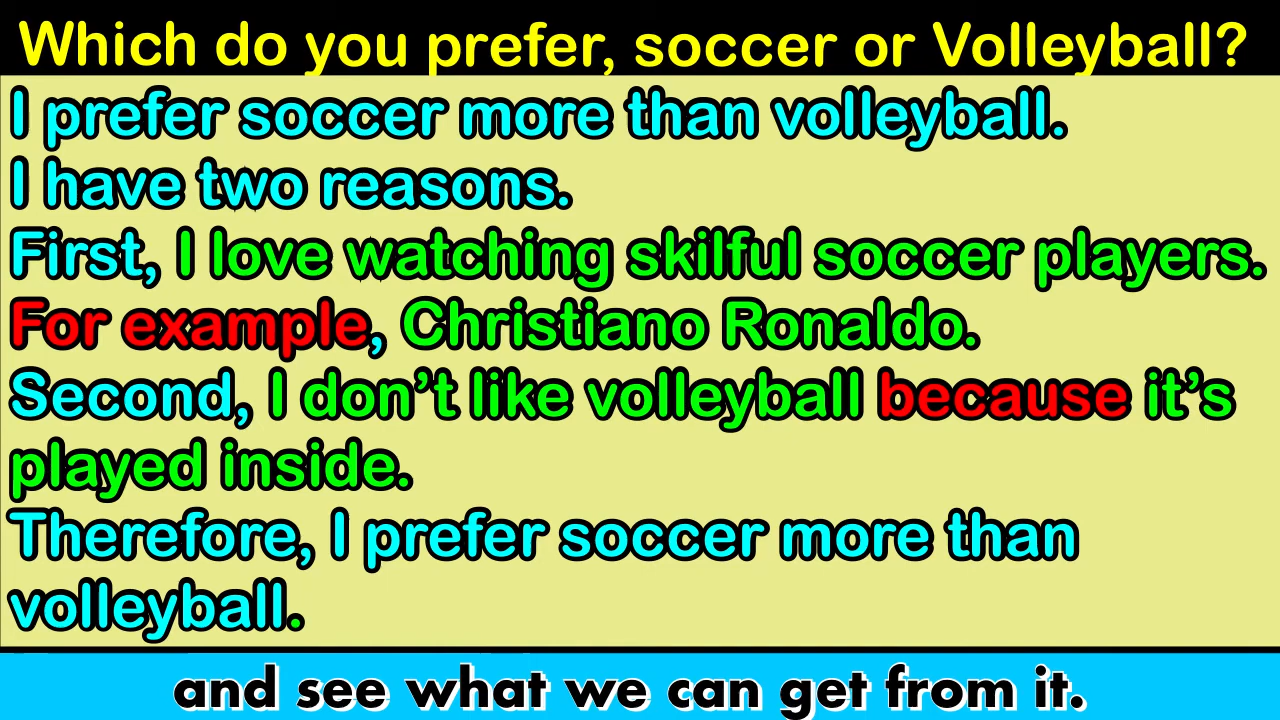 Which do you prefer, soccer or Volleyball?
I prefer soccer more than volleyball.
I have two reasons.
First, I love watching skilful soccer players.
For example, Christiano Ronaldo.
Second, I don’t like volleyball because it’s
played inside.
Therefore, I prefer soccer more than
volleyball.
and see what we can get from it.